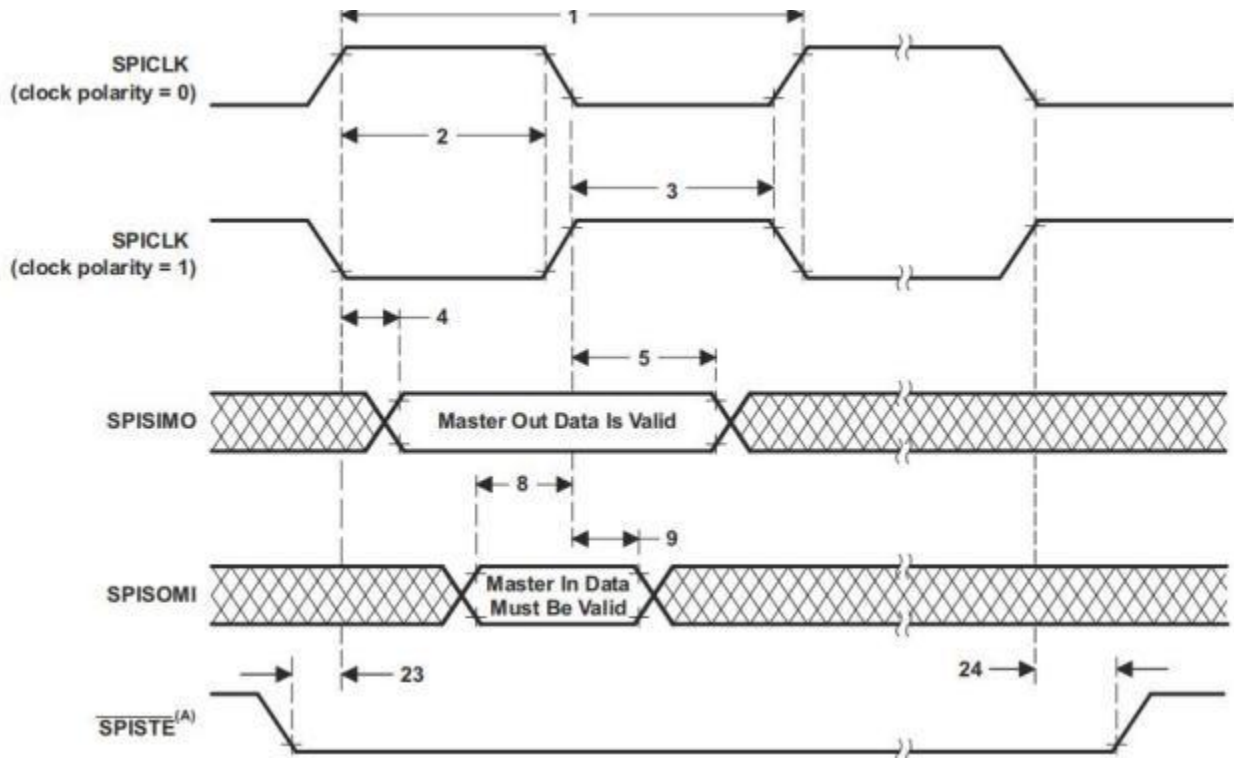 1
SPICLK
(clock polarity = 0)
2
3
SPICLK
(clock polarity = 1)
4
5
SPISIMO
Master Out Data Is Valid
8
9
SPISOMI
Master In Data
Must Be Valid
23
24
SPISTE(A)